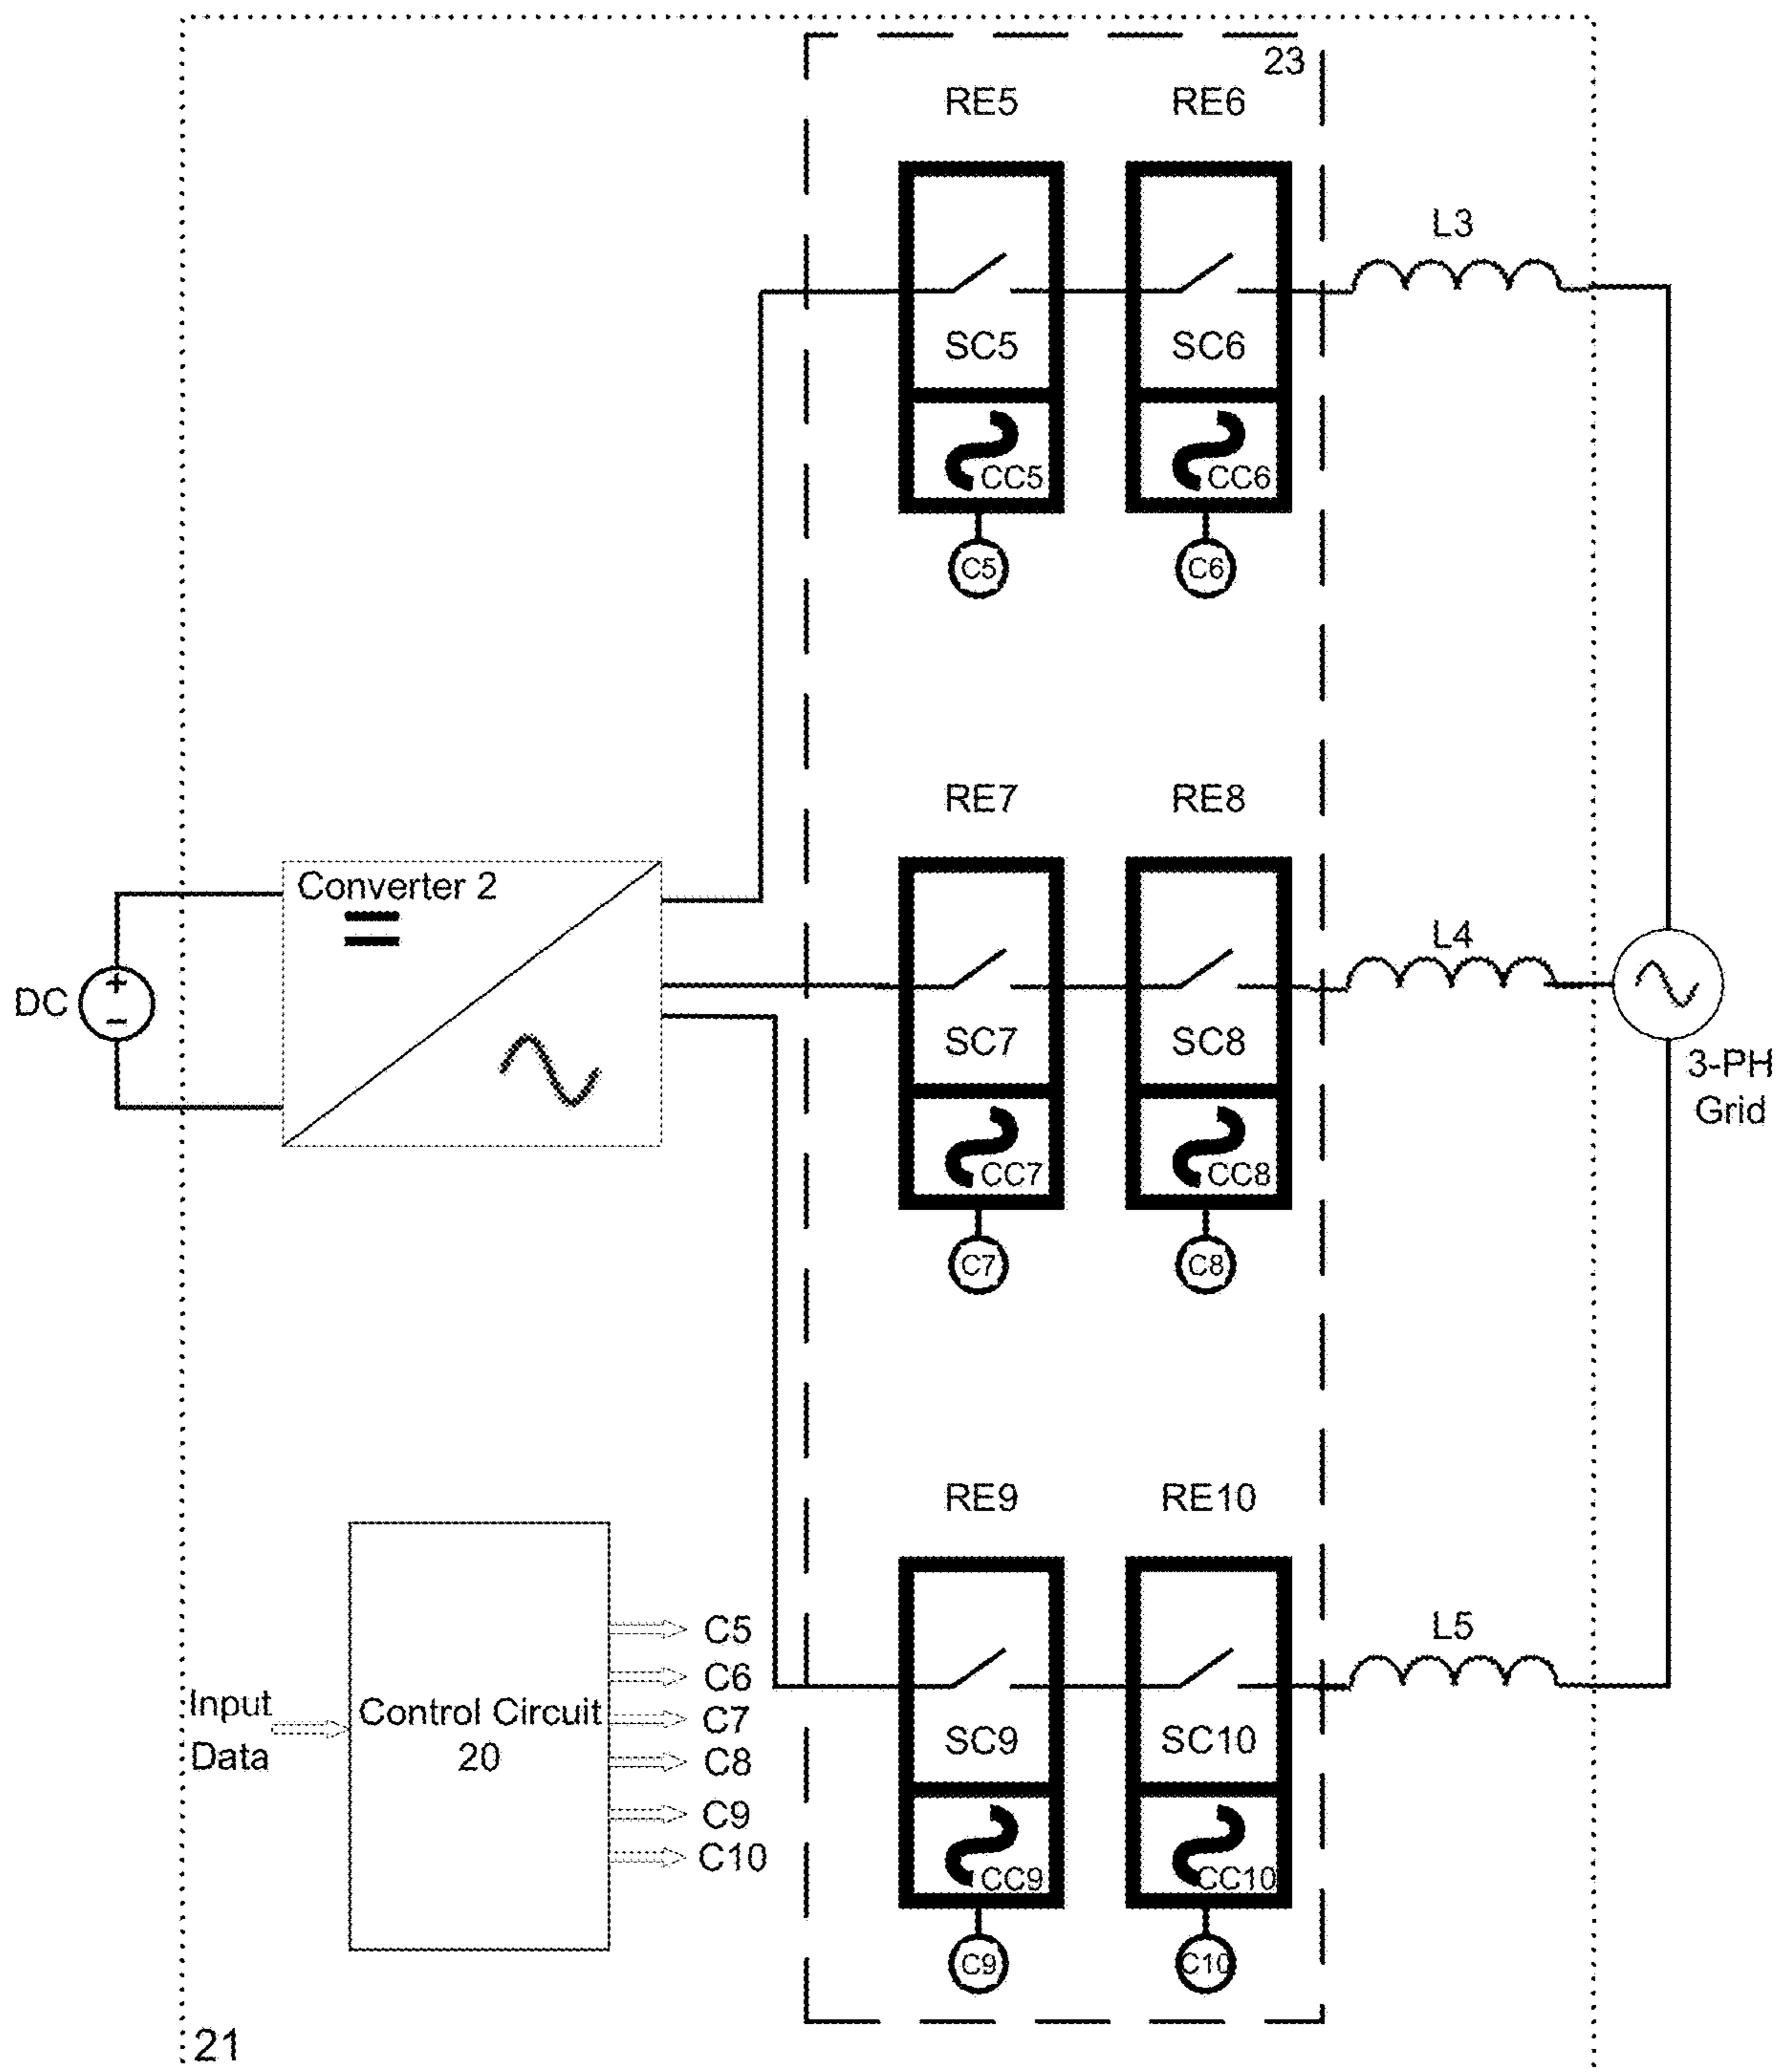 23
RE5 RE6
L3
SC5 SC6
CC5 CC6
C5 C6
RE7 RE8
Converter 2
L4
DC
+
−
SC7 SC8
3-PH
Grid
CC7 CC8
C7 C8
RE9 RE10
C5
L5
C6
Input
Data
Control Circuit
20
C7
SC9 SC10
C8
C9
C10
CC9 CC10
C9 C10
21